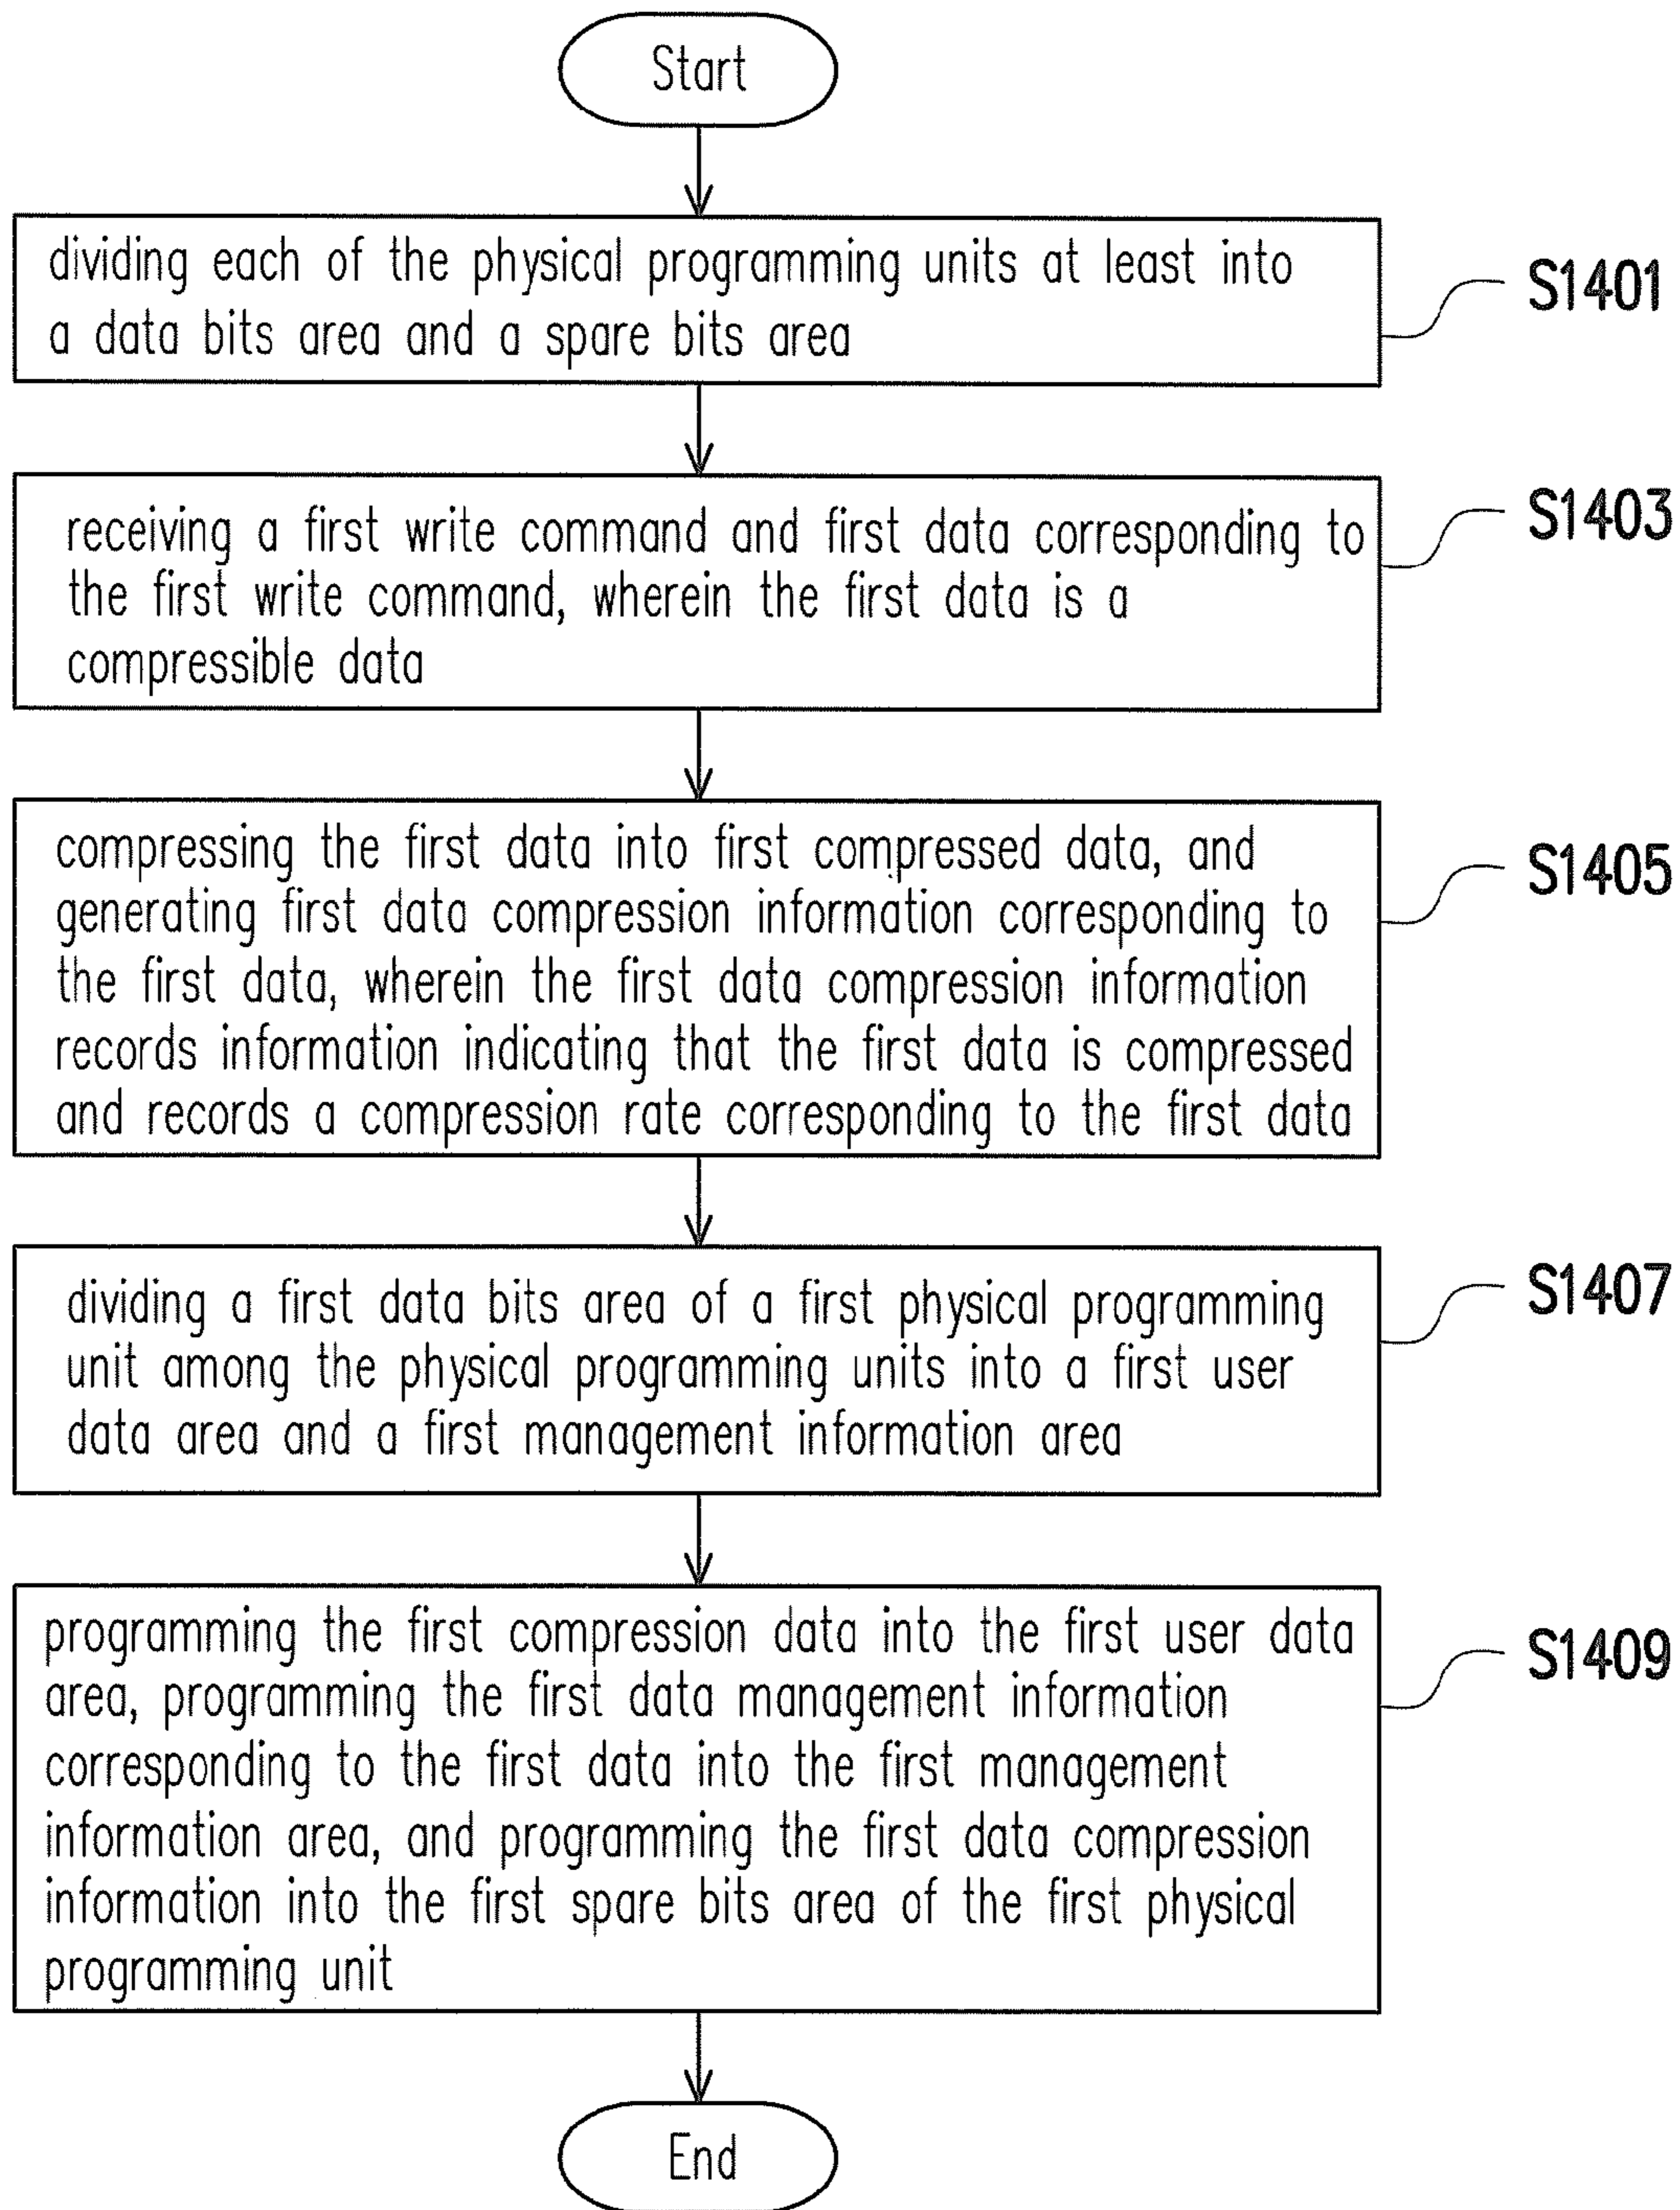 Start
dividing each of the physical programming units at least into
a data bits area and a spare bits area
S1401
receiving a first write command and first data corresponding to
the first write command, wherein the first data is a
compressible data
S1403
compressing the first data into first compressed data, and
generating first data compression information corresponding to
the first data, wherein the first data compression information
records information indicating that the first data is compressed
and records a compression rate corresponding to the first data
S1405
dividing a first data bits area of a first physical programming
unit among the physical programming units into a first user
data area and a first management information area
S1407
programming the first compression data into the first user data
area, programming the first data management information
corresponding to the first data into the first management
information area, and programming the first data compression
information into the first spare bits area of the first physical
programming unit
S1409
End